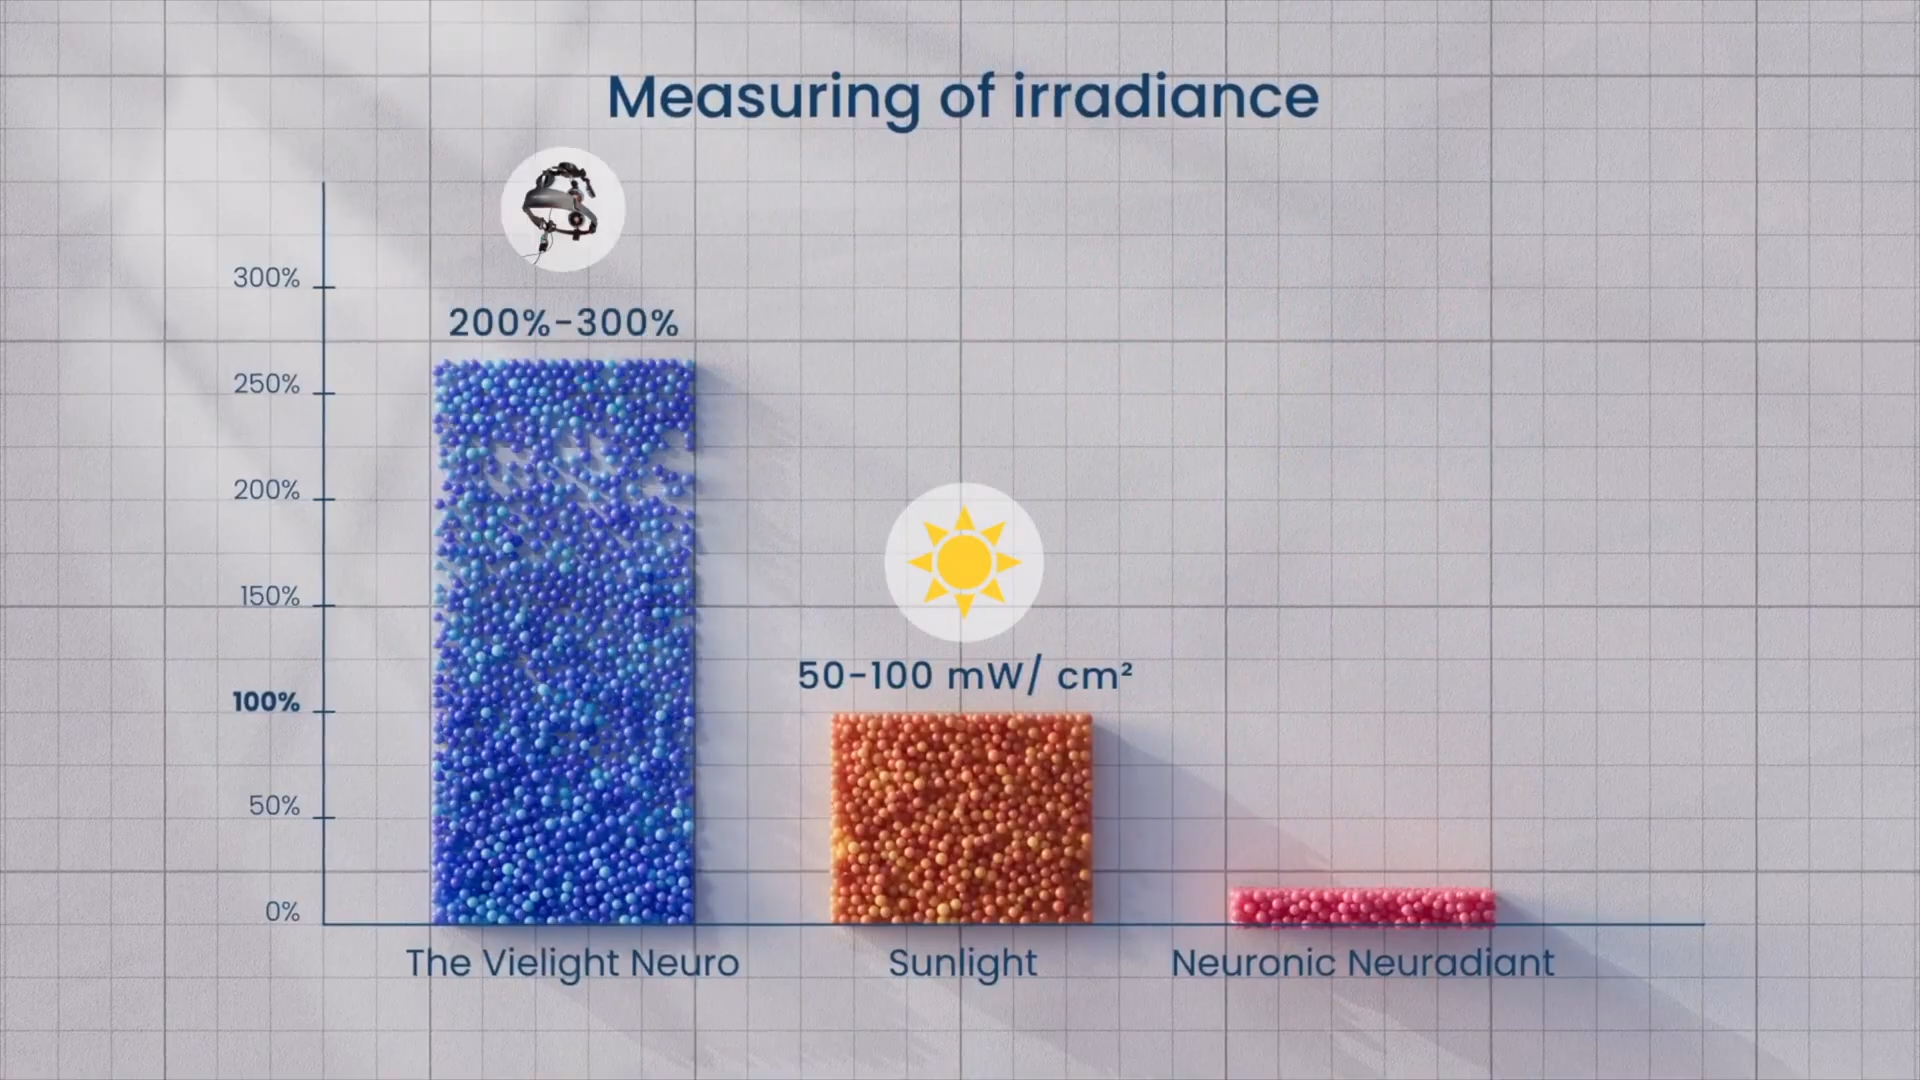 Measuring of irradiance
300%
250%
200%
150%
100%
50%
0%
200%-300%
50-100 mW/ cm²
The Vielight Neuro
Sunlight
Neuronic Neuradiant